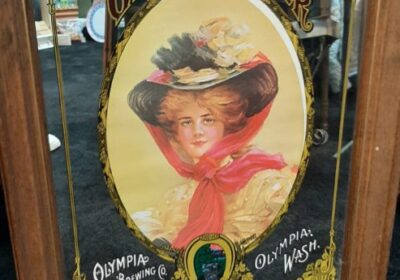 OLYMPIA
BREWING CO.
OLYMPIA,
WASH.